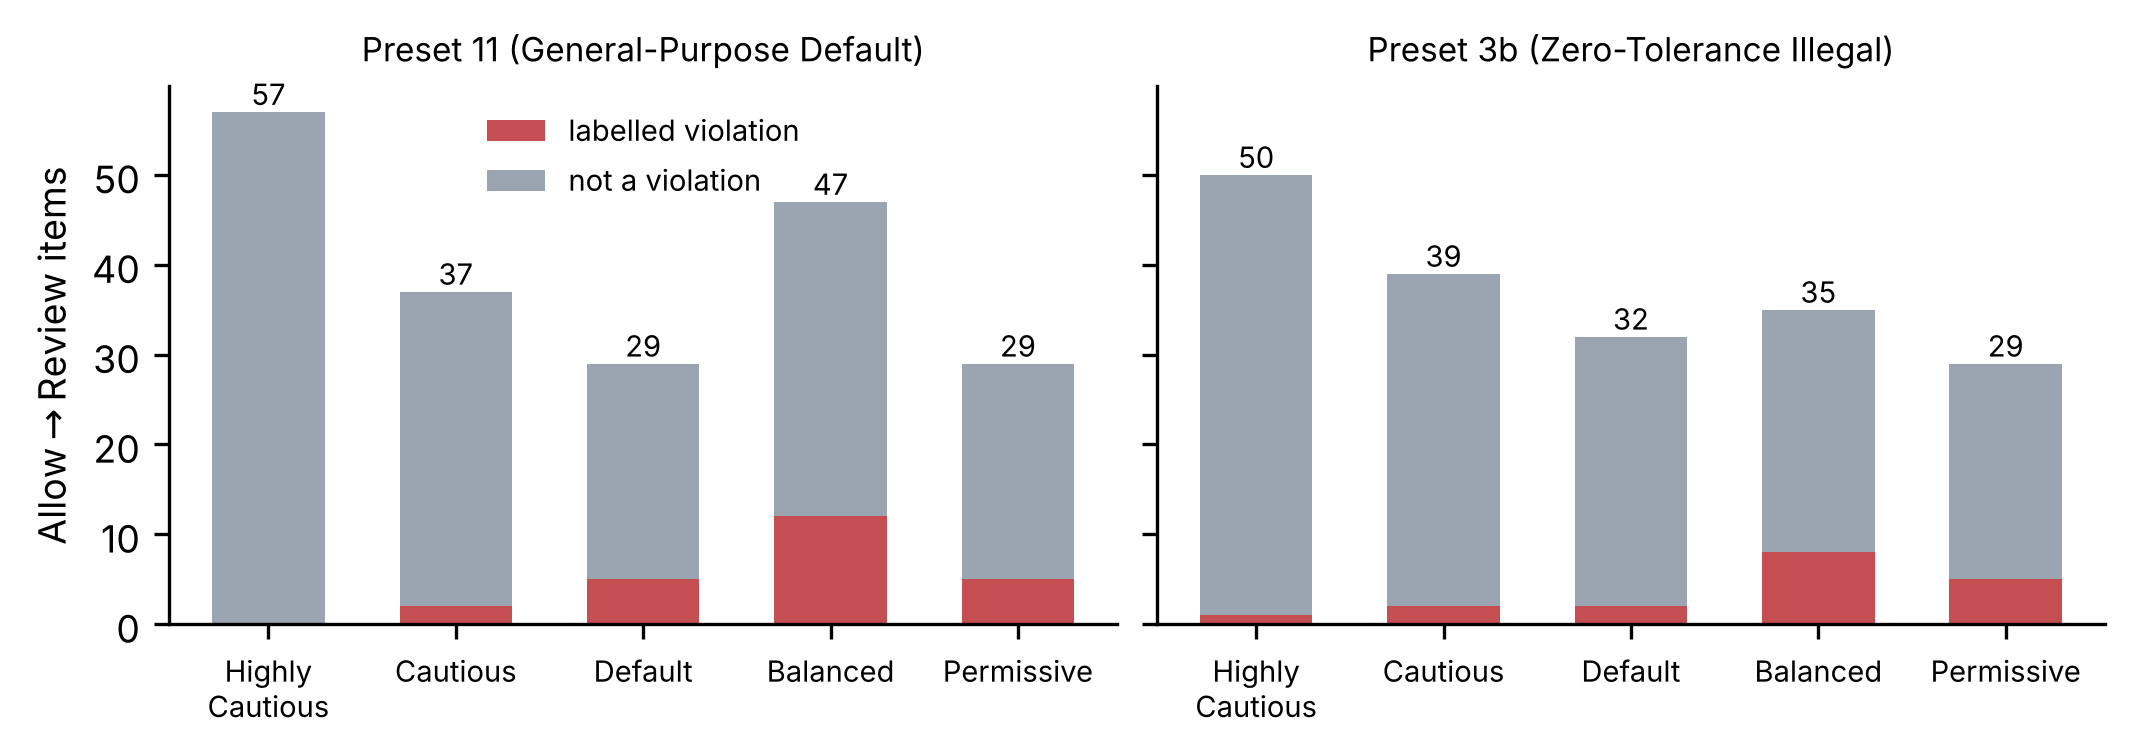 Preset 11 (General-Purpose Default)
57
labelled violation
not a violation
47
37
29
29
Allow → Review items
50
40
30
20
10
0
Highly
Cautious
Cautious
Default
Balanced
Permissive
Preset 3b (Zero-Tolerance Illegal)
50
39
32
35
29
Highly
Cautious
Cautious
Default
Balanced
Permissive